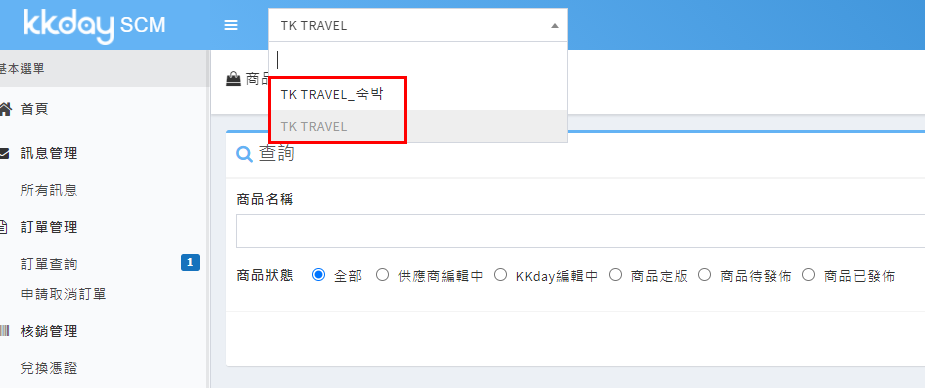 kkday SCM
TK TRAVEL
TK TRAVEL_숙박
TK TRAVEL
基本選單
首頁
訊息管理
所有訊息
訂單管理
訂單查詢 1
申請取消訂單
核銷管理
兌換憑證
商品
查詢
商品名稱
商品狀態 全部 供應商編輯中 KKday編輯中 商品定版 商品待發佈 商品已發佈